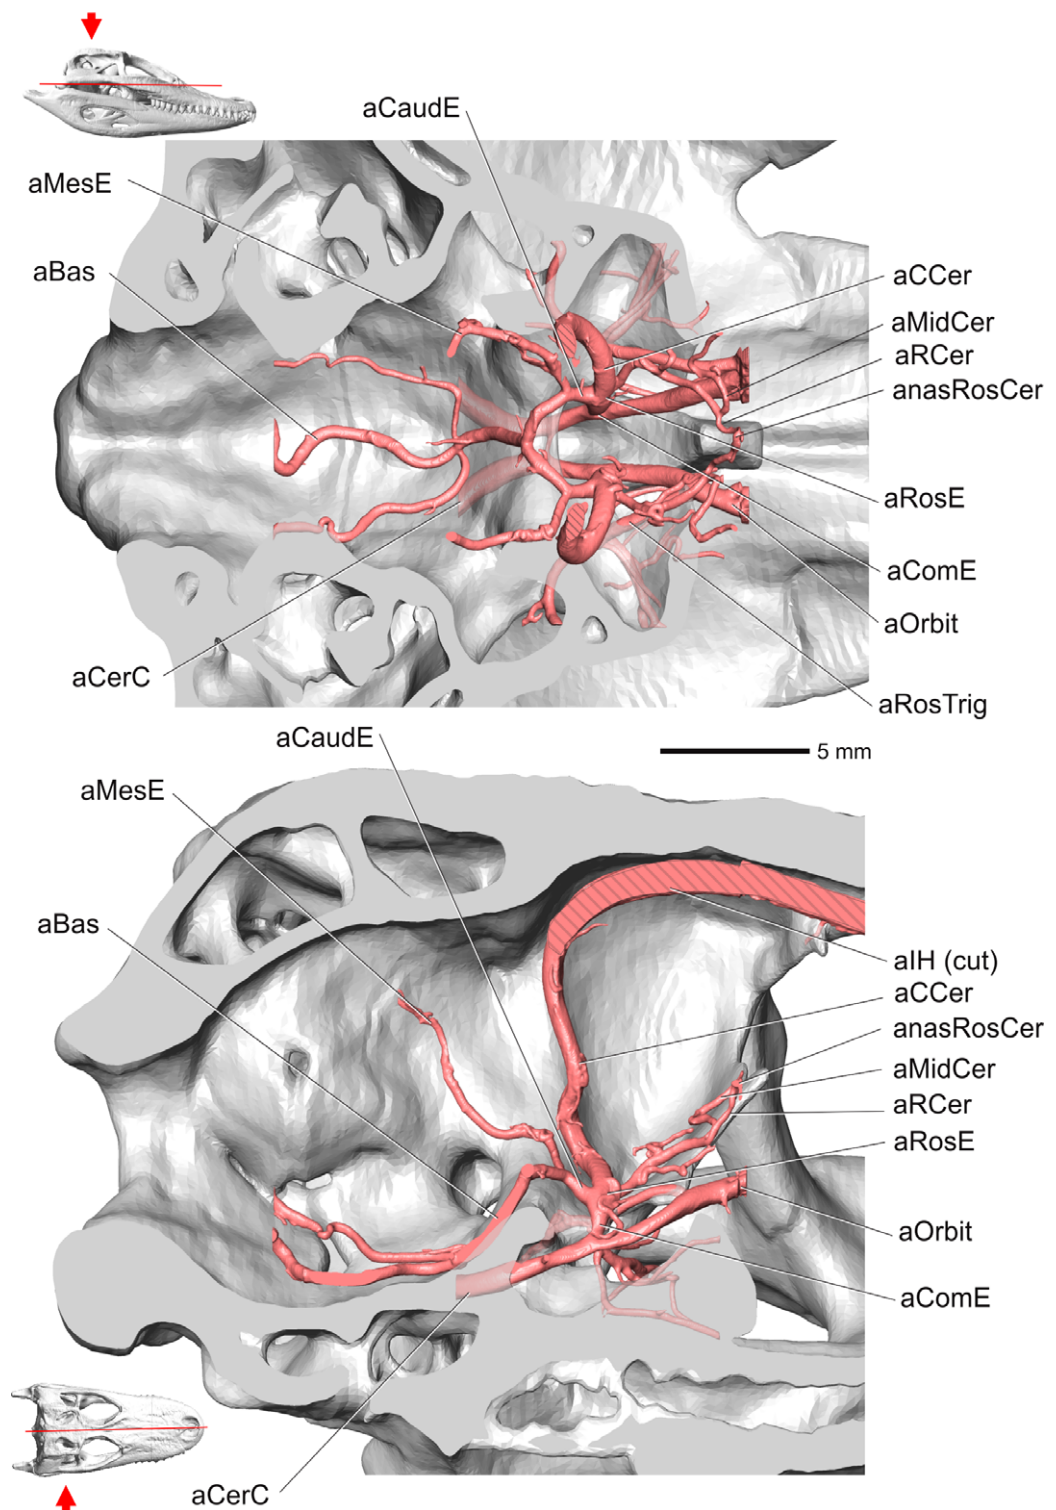 aCaudE
aMesE
aBas
aCCer
aMidCer
aRCer
anasRosCer
aRosE
aComE
aOrbit
aCerC
aRosTrig
aCaudE
5 mm
aMesE
aBas
aIH (cut)
aCCer
anasRosCer
aMidCer
aRCer
aRosE
aOrbit
aComE
aCerC